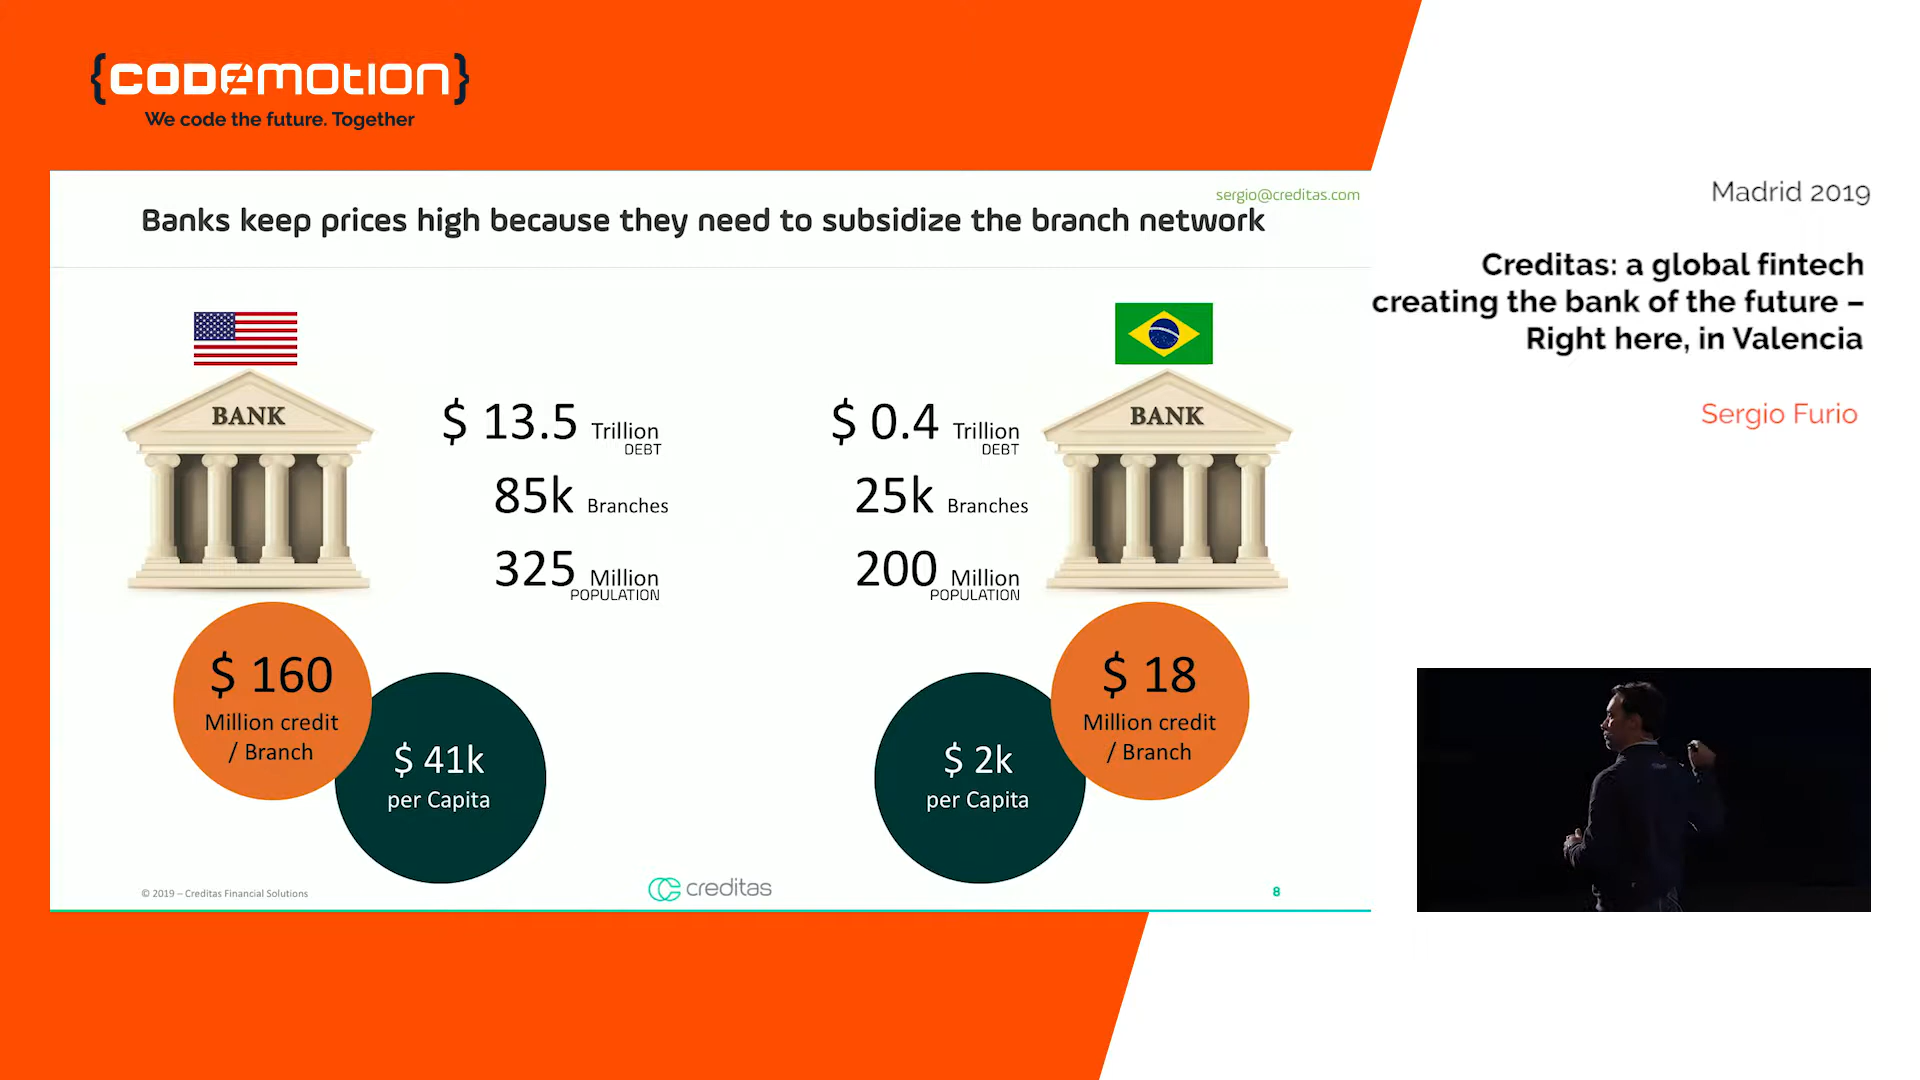 {CODEMOTION}
We code the future. Together
sergio@creditas.com
Banks keep prices high because they need to subsidize the branch network
BANK
$ 13.5 Trillion
DEBT
85k Branches
325 Million
POPULATION
$ 160
Million credit
/ Branch
$ 41k
per Capita
$ 0.4 Trillion
DEBT
25k Branches
200 Million
POPULATION
BANK
$ 18
Million credit
/ Branch
$ 2k
per Capita
© 2019 – Creditas Financial Solutions
creditas
8
Madrid 2019
Creditas: a global fintech
creating the bank of the future –
Right here, in Valencia
Sergio Furio